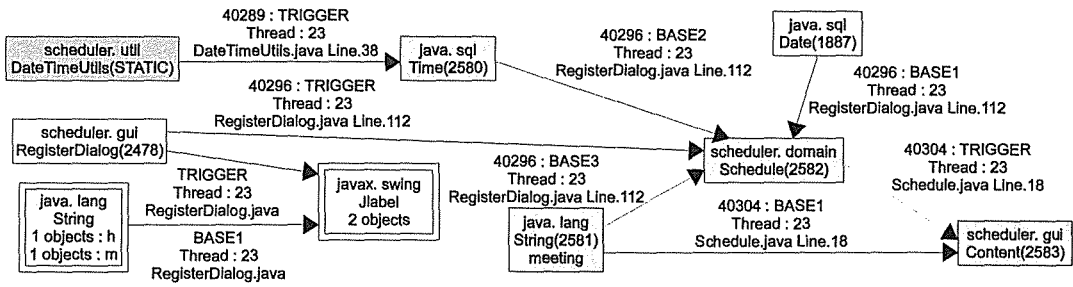 40289 : TRIGGER
Thread : 23
DateTimeUtils.java Line.38
scheduler. util
DateTimeUtils(STATIC)
java. sql
Time(2580)
40296 : BASE2
Thread : 23
RegisterDialog.java Line.112
java. sql
Date(1887)
40296 : BASE1
Thread : 23
RegisterDialog.java Line.112
40296 : TRIGGER
Thread : 23
RegisterDialog.java Line.112
scheduler. gui
RegisterDialog(2478)
scheduler. domain
Schedule(2582)
40304 : TRIGGER
Thread : 23
Schedule.java Line.18
TRIGGER
Thread : 23
RegisterDialog.java
javax. swing
Jlabel
2 objects
40296 : BASE3
Thread : 23
RegisterDialog.java Line.112
java. lang
String
1 objects : h
1 objects : m
BASE1
Thread : 23
RegisterDialog.java
java. lang
String(2581)
meeting
40304 : BASE1
Thread : 23
Schedule.java Line.18
scheduler. gui
Content(2583)